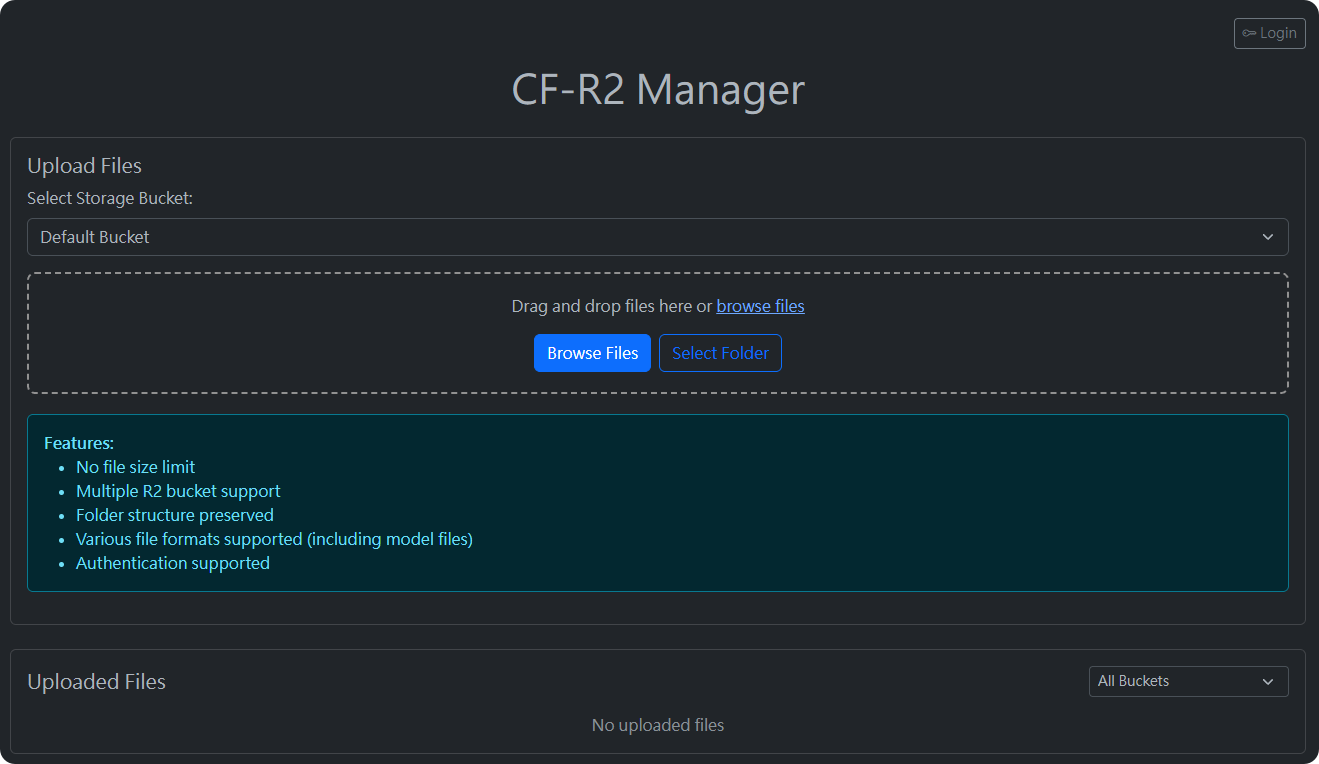 Login
CF-R2 Manager
Upload Files
Select Storage Bucket:
Default Bucket
Drag and drop files here or browse files
Browse Files
Select Folder
Features:
No file size limit
Multiple R2 bucket support
Folder structure preserved
Various file formats supported (including model files)
Authentication supported
Uploaded Files
All Buckets
No uploaded files